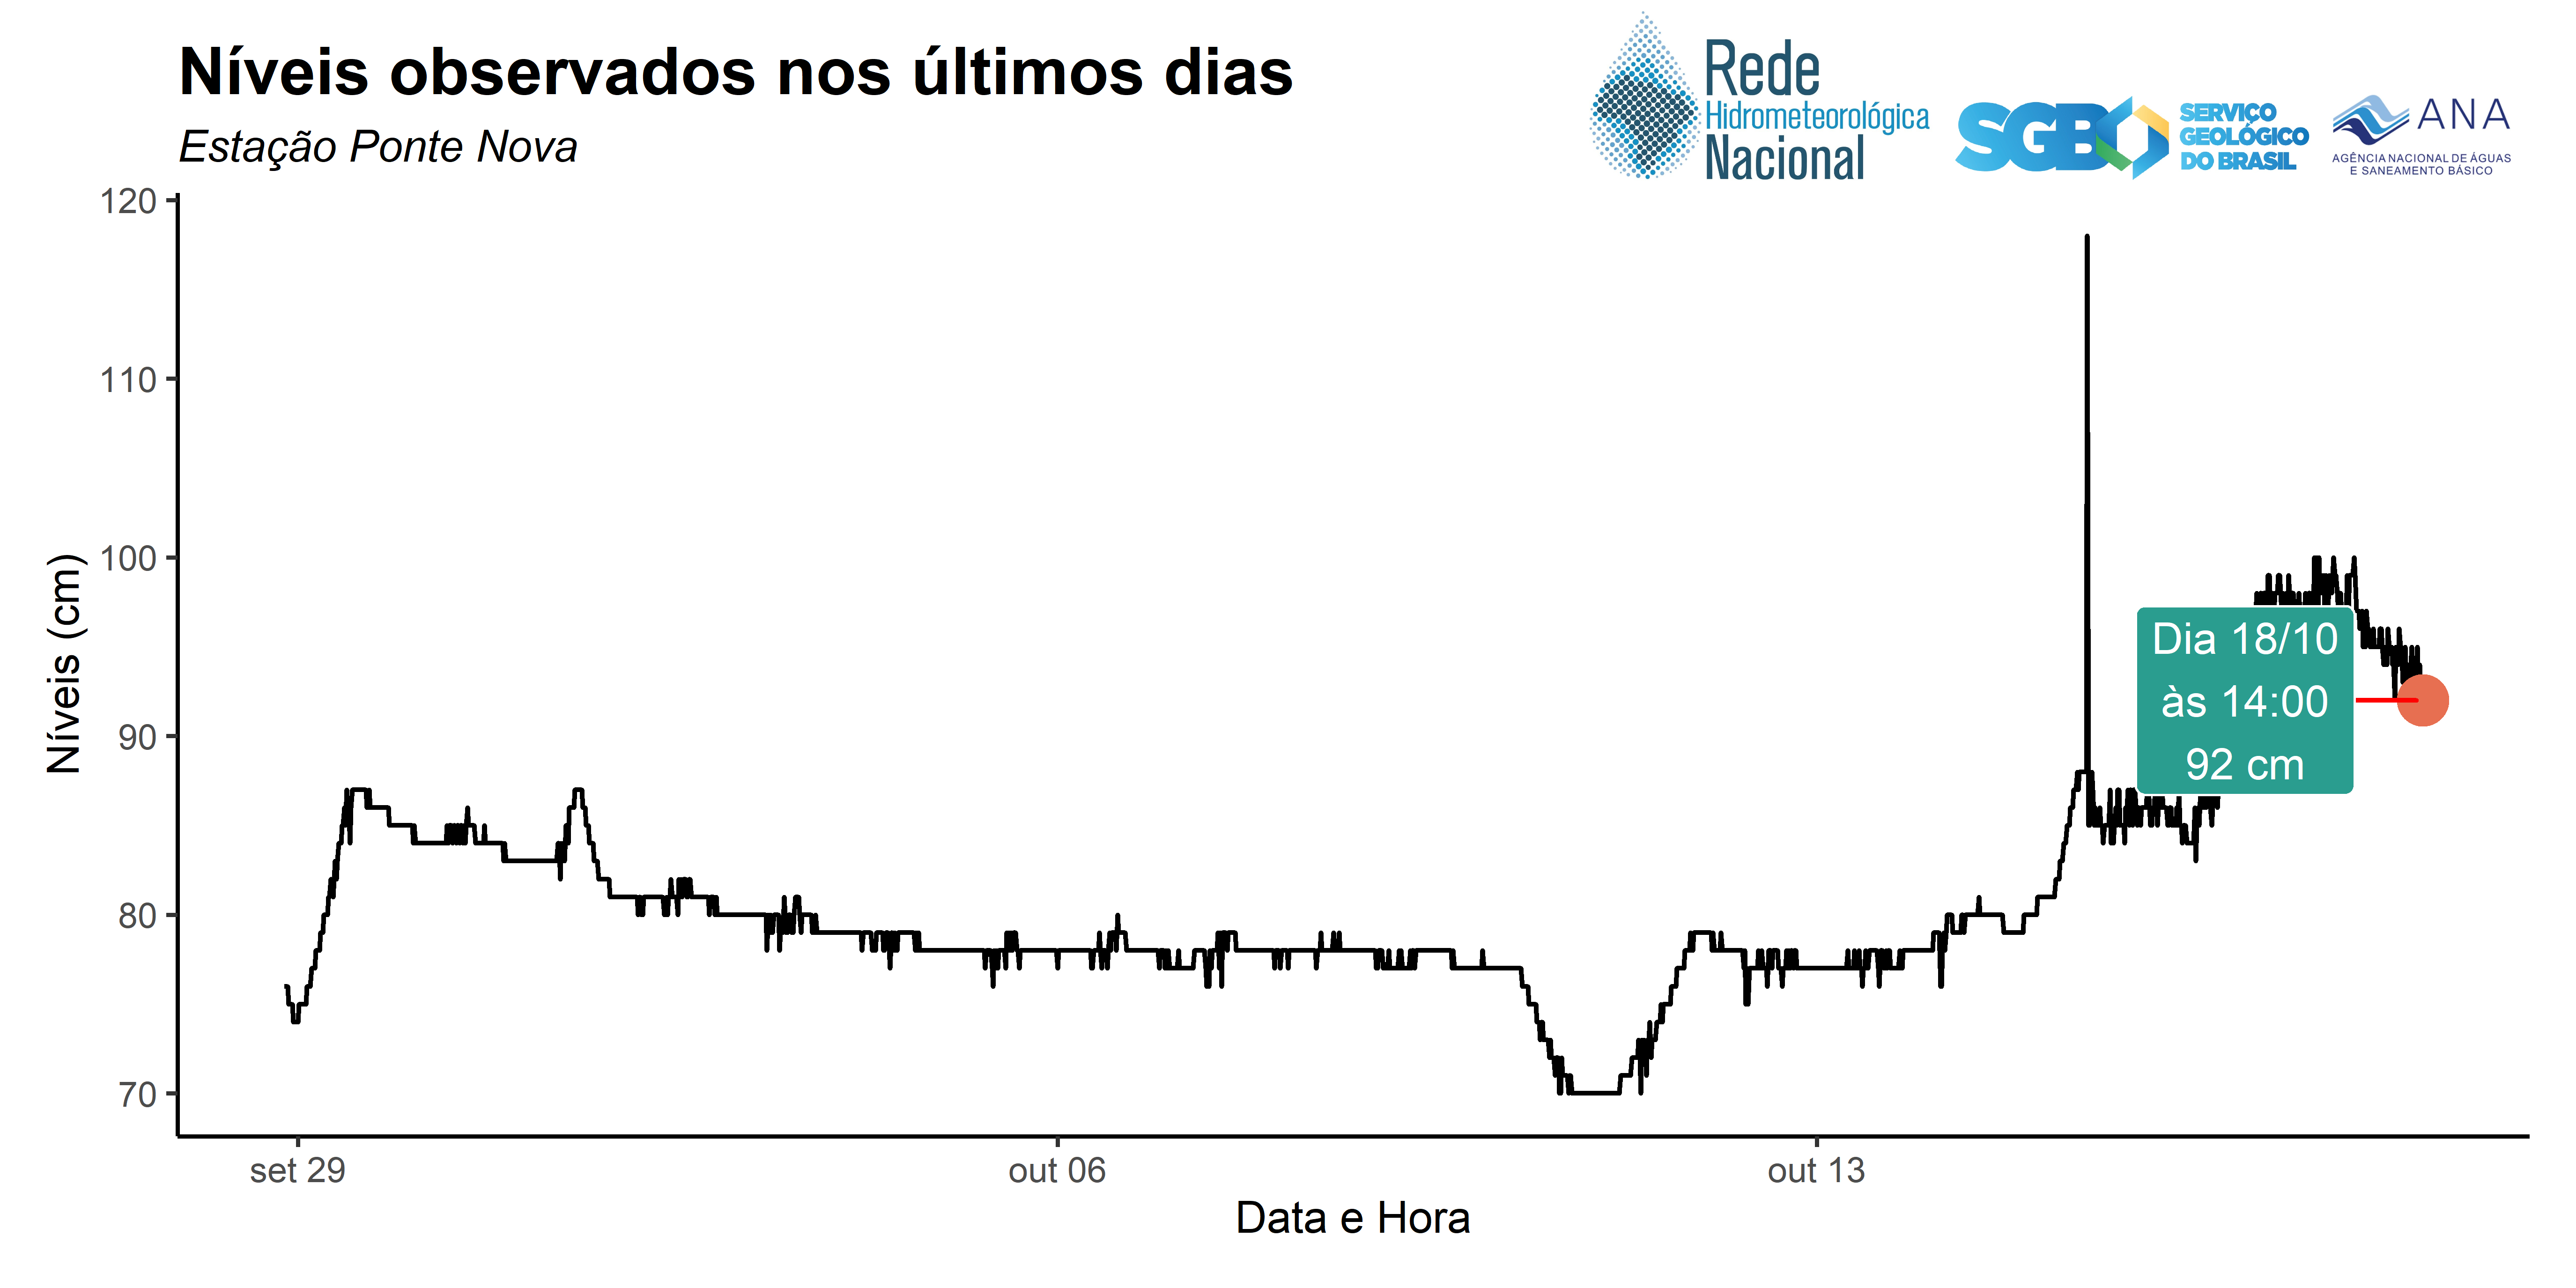 Níveis observados nos últimos dias
Estação Ponte Nova
Rede
Hidrometeorológica
Nacional
SGB
SERVIÇO
GEOLÓGICO
DO BRASIL
ANA
AGÊNCIA NACIONAL DE ÁGUAS
E SANEAMENTO BÁSICO
Níveis (cm)
120
110
100
90
80
70
Dia 18/10
às 14:00
92 cm
set 29
out 06
out 13
Data e Hora